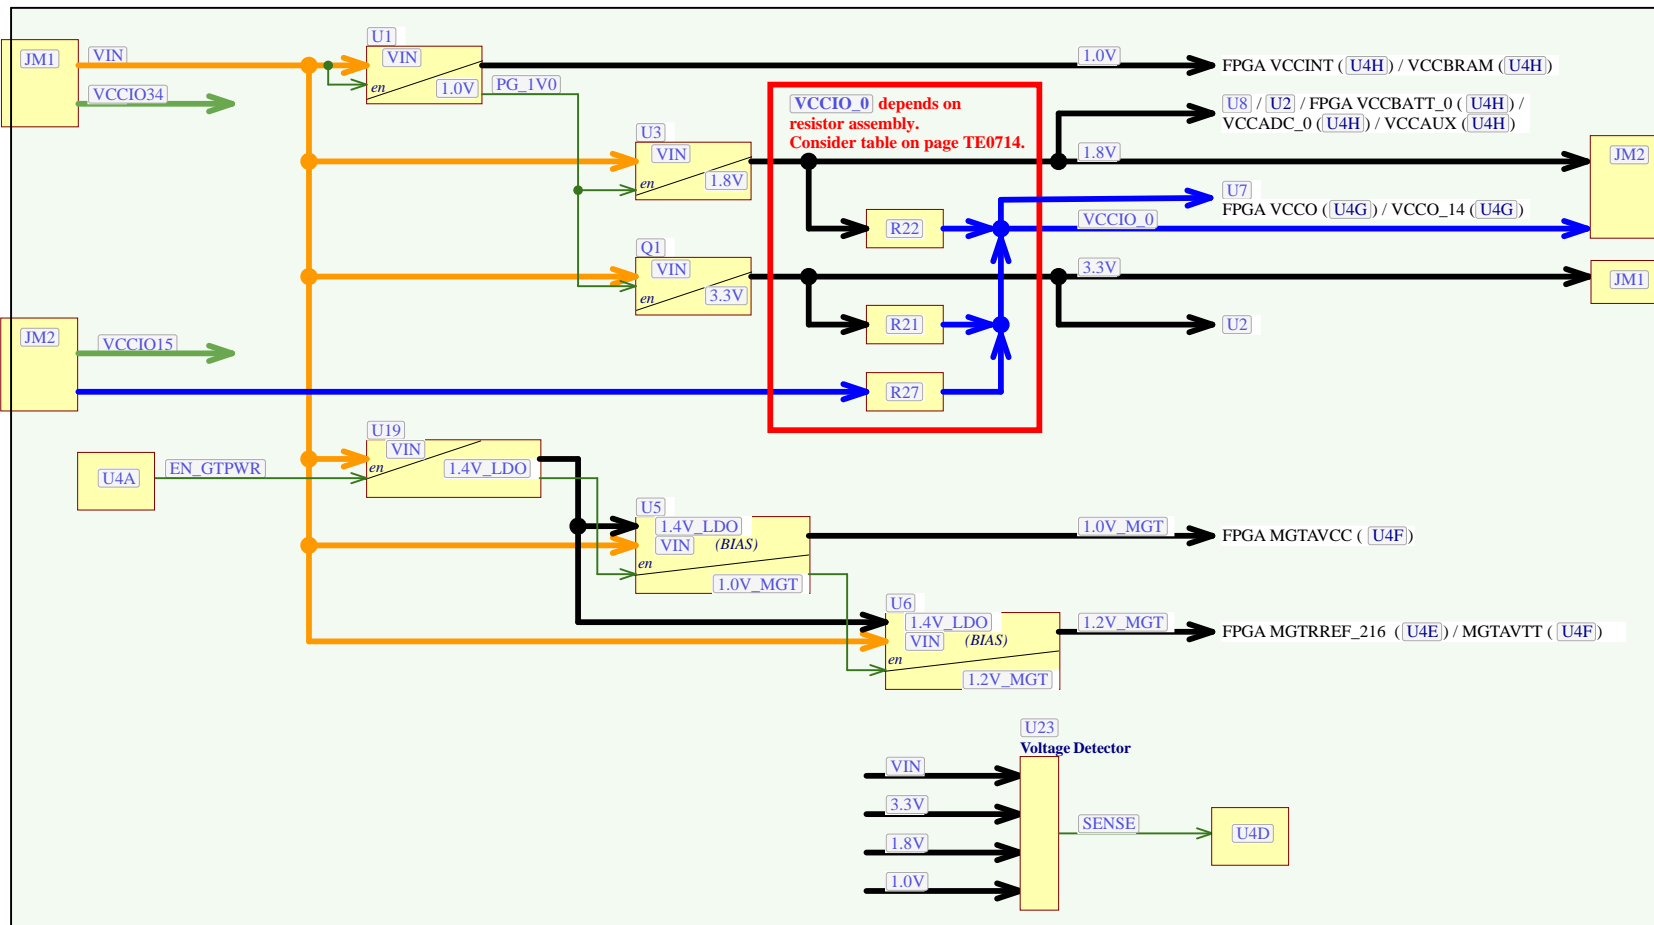 U1
JM1
VIN
VIN
1.0V
en
1.0V
FPGA VCCINT ( U4H ) / VCCBRAM ( U4H )
VCCIO34
PG_1V0
VCCIO_0 depends on
resistor assembly.
Consider table on page TE0714.
U8 / U2 / FPGA VCCBATT_0 ( U4H ) /
VCCADC_0 ( U4H ) / VCCAUX ( U4H )
U3
VIN
en
1.8V
1.8V
JM2
U7
FPGA VCCO ( U4G ) / VCCO_14 ( U4G )
R22
VCCIO_0
Q1
VIN
en
3.3V
3.3V
JM1
JM2
VCCIO15
R21
U2
R27
U19
VIN
en
1.4V_LDO
U4A
EN_GTPWR
U5
1.4V_LDO
VIN (BIAS)
en
1.0V_MGT
1.0V_MGT
FPGA MGTAVCC ( U4F )
U6
1.4V_LDO
VIN (BIAS)
en
1.2V_MGT
1.2V_MGT
FPGA MGTRREF_216 ( U4E ) / MGTAVTT ( U4F )
U23
Voltage Detector
VIN
3.3V
1.8V
1.0V
SENSE
U4D